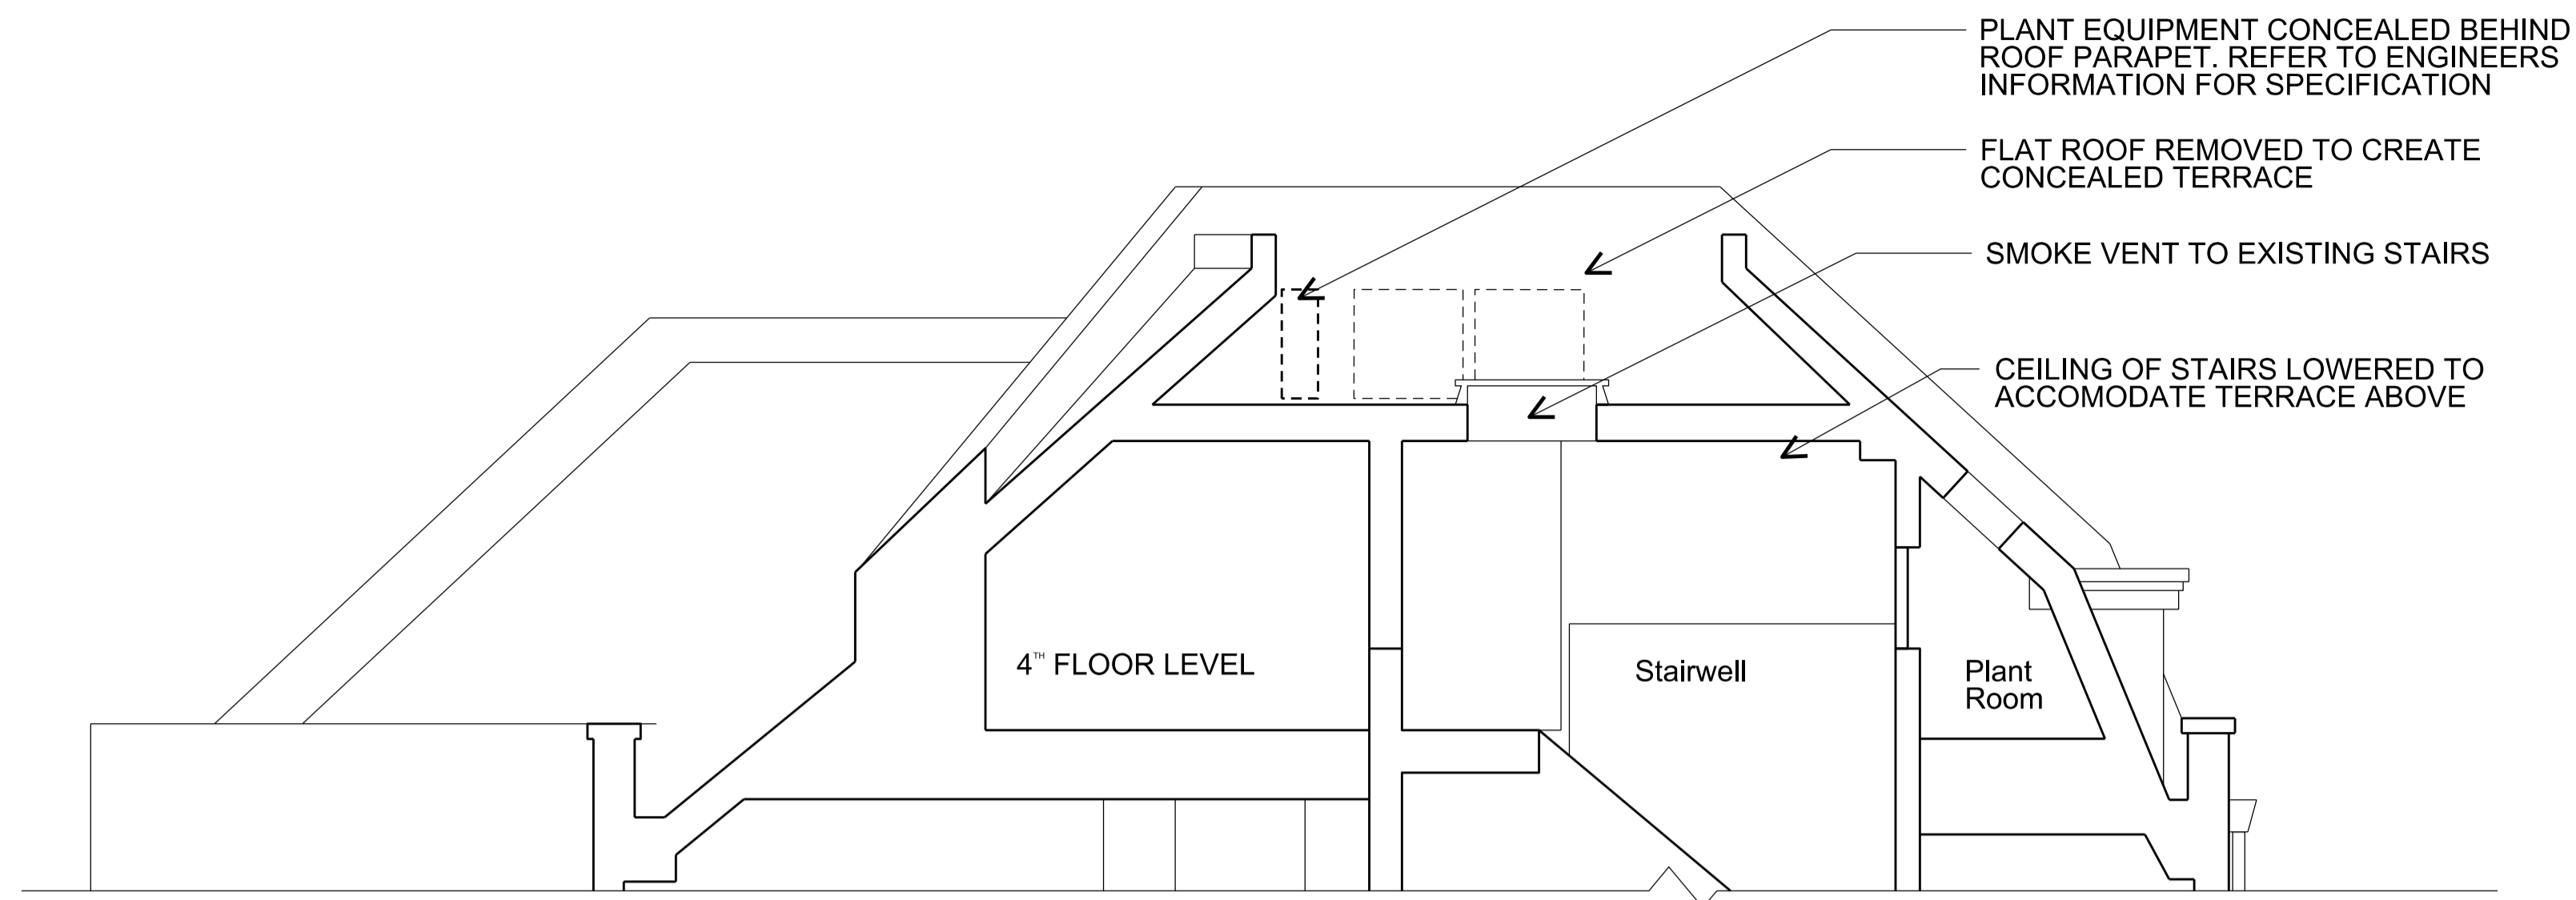 PLANT EQUIPMENT CONCEALED BEHIND
ROOF PARAPET. REFER TO ENGINEERS
INFORMATION FOR SPECIFICATION
FLAT ROOF REMOVED TO CREATE
CONCEALED TERRACE
SMOKE VENT TO EXISTING STAIRS
CEILING OF STAIRS LOWERED TO
ACCOMODATE TERRACE ABOVE
4TH FLOOR LEVEL
Stairwell
Plant
Room